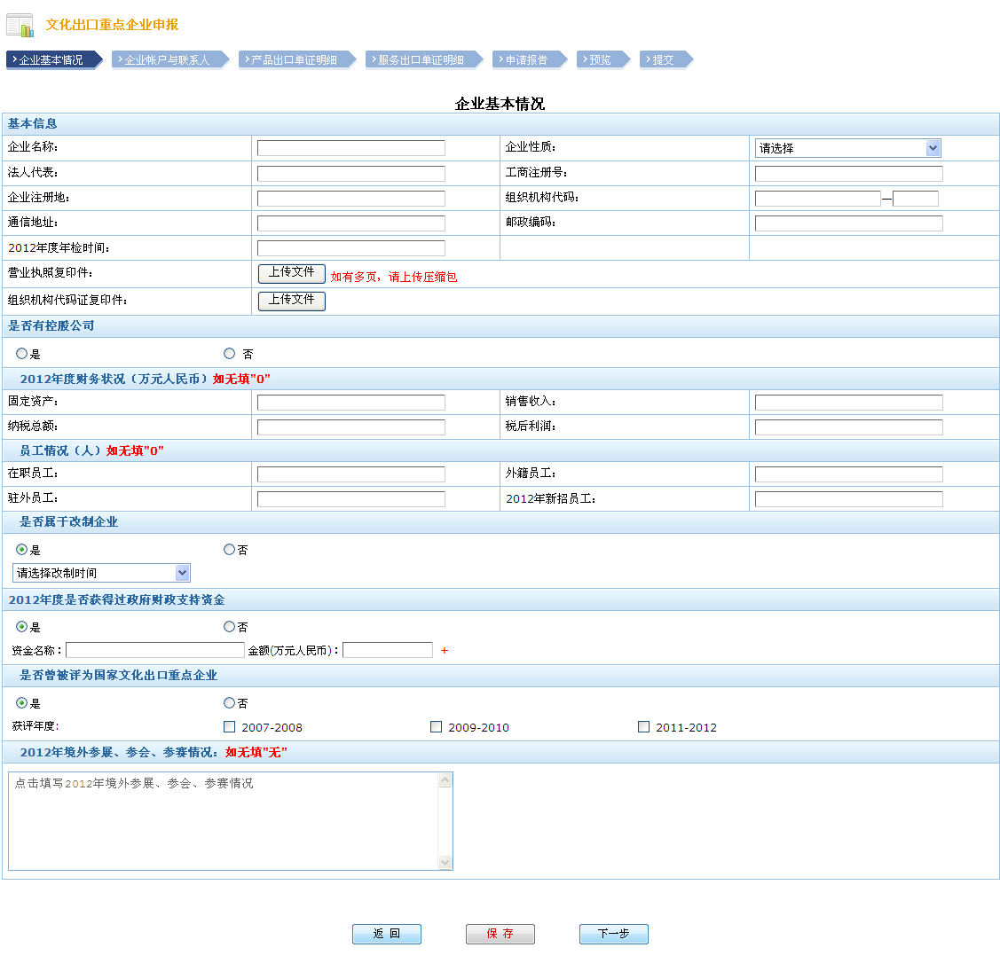 文化出口重点企业申报
企业基本情况 企业帐户与联系人 产品出口单证明细 服务出口单证明细 申请报告 预览 提交
企业基本情况
基本信息
企业名称: 企业性质: 请选择
法人代表: 工商注册号:
企业注册地: 组织机构代码: —
通信地址: 邮政编码:
2012年度年检时间:
营业执照复印件: 上传文件 如有多页，请上传压缩包
组织机构代码证复印件: 上传文件
是否有控股公司
是 否
2012年度财务状况（万元人民币）如无填"0"
固定资产: 销售收入:
纳税总额: 税后利润:
员工情况（人）如无填"0"
在职员工: 外籍员工:
驻外员工: 2012年新招员工:
是否属于改制企业
是 否
请选择改制时间
2012年度是否获得过政府财政支持资金
是 否
资金名称: 金额(万元人民币): +
是否曾被评为国家文化出口重点企业
是 否
获评年度: 2007-2008 2009-2010 2011-2012
2012年境外参展、参会、参赛情况: 如无填"无"
点击填写2012年境外参展、参会、参赛情况
返 回 保 存 下一步